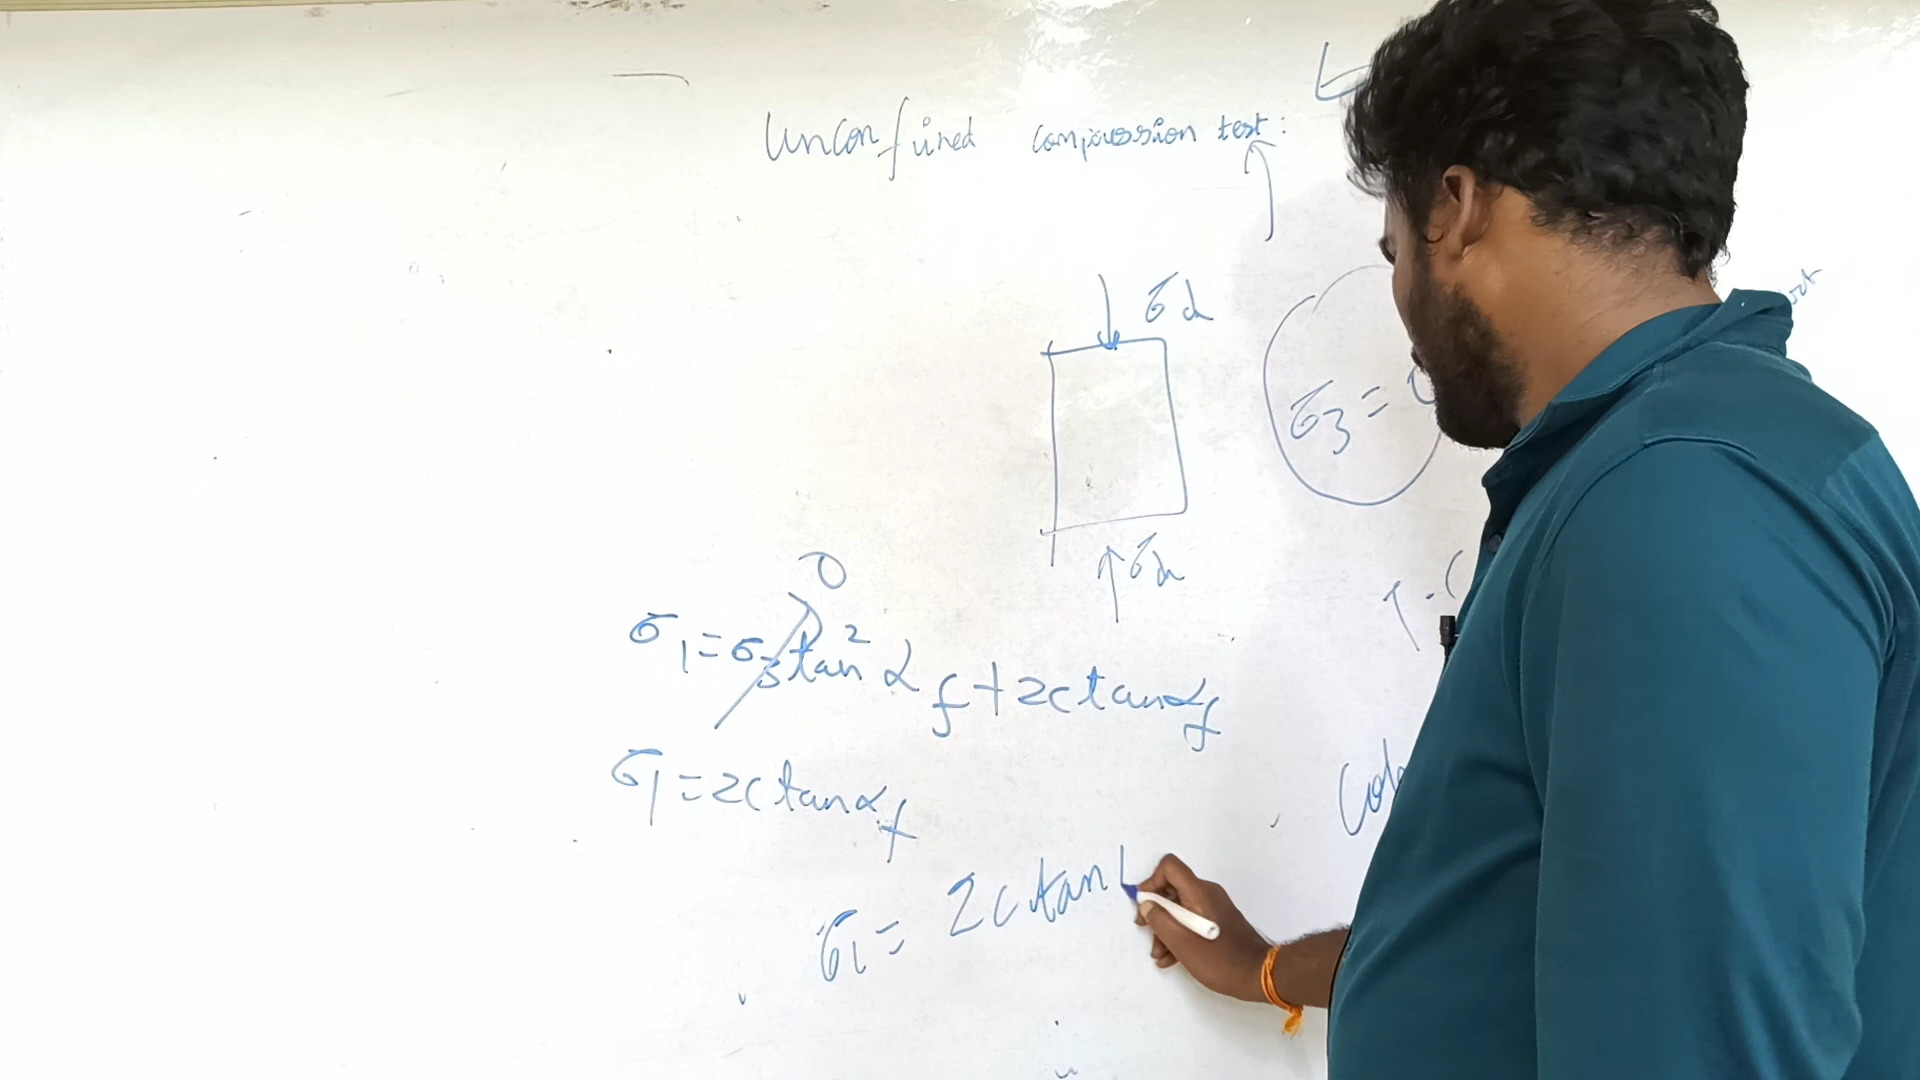 Unconfined compression test:
σd
σ3 =
σd
0
σ1 = σ3 tan² αf + 2c tan αf
σ1 = 2c tan αf
σ1 = 2c tan